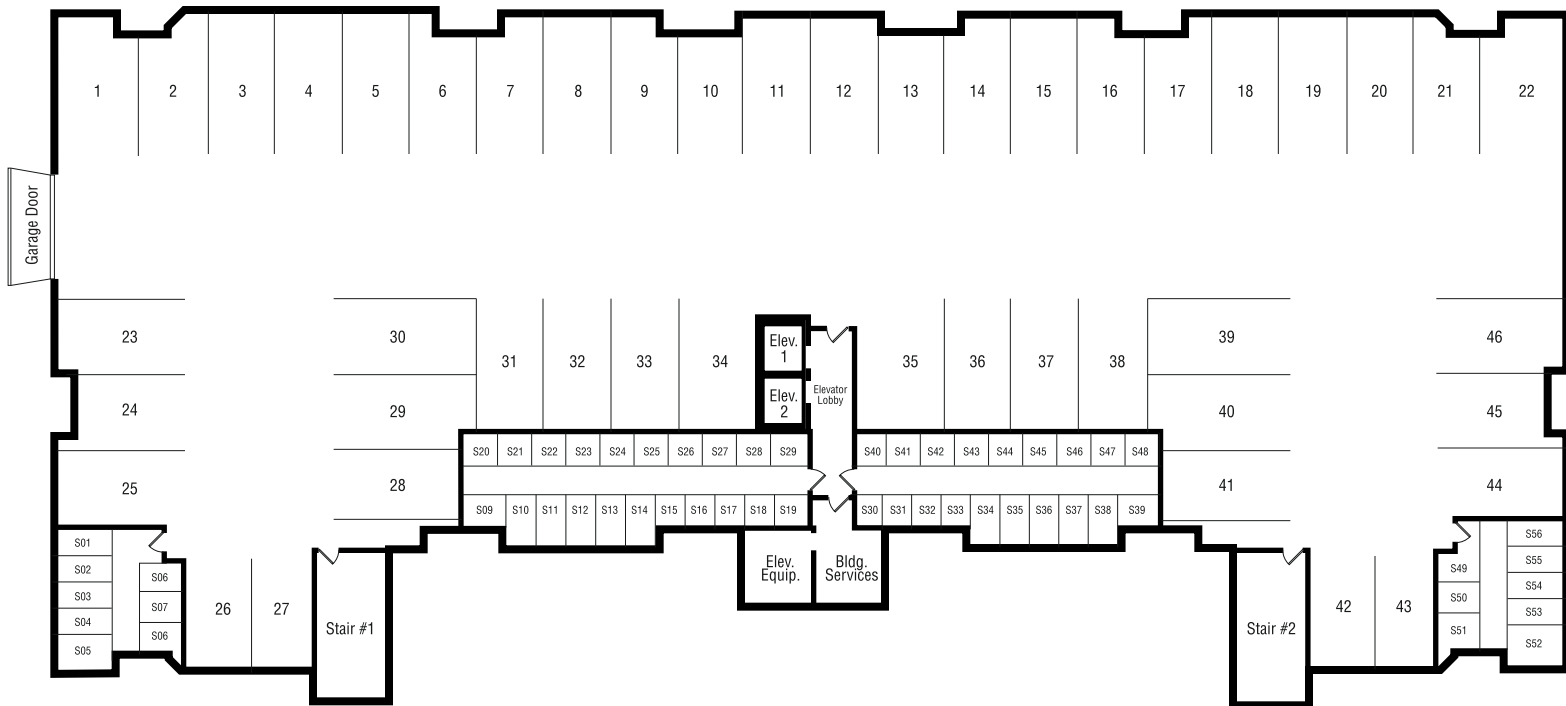 1 2 3 4 5 6 7 8 9 10 11 12 13 14 15 16 17 18 19 20 21 22
Garage Door
23 30 31 32 33 34 35 36 37 38 39 46
Elev.
1
Elev.
2
Elevator
Lobby
24 29 40 45
S20 S21 S22 S23 S24 S25 S26 S27 S28 S29 S40 S41 S42 S43 S44 S45 S46 S47 S48
25 28 41 44
S09 S10 S11 S12 S13 S14 S15 S16 S17 S18 S19 S30 S31 S32 S33 S34 S35 S36 S37 S38 S39
S01
S02
S03
S04
S05
S06
S07
S06
26 27
Stair #1
Elev.
Equip.
Bldg.
Services
Stair #2
42 43
S49
S50
S51
S56
S55
S54
S53
S52